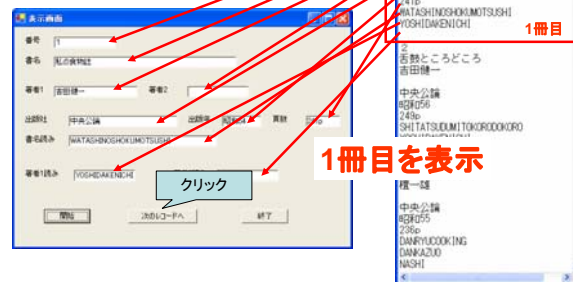 表示画面
番号 1
書名 私の食物誌
著者1 吉田健一 著者2
出版社 中央公論 出版年 昭和54 頁数 241p
書名読み WATASHINOSHOKUMOTSUSHI
著者1読み YOSHIDAKENICHI
クリック
開始 次のレコードへ 終了
241p
WATASHINOSHOKUMOTSUSHI
YOSHIDAKENICHI
1冊目
2
舌鼓ところどころ
吉田健一
中央公論
昭和56
249p
SHITATSUDUMITOKORODOKORO
1冊目を表示
檀一雄
中央公論
昭和55
236p
DANRYUCOOKING
DANKAZUO
NASHI